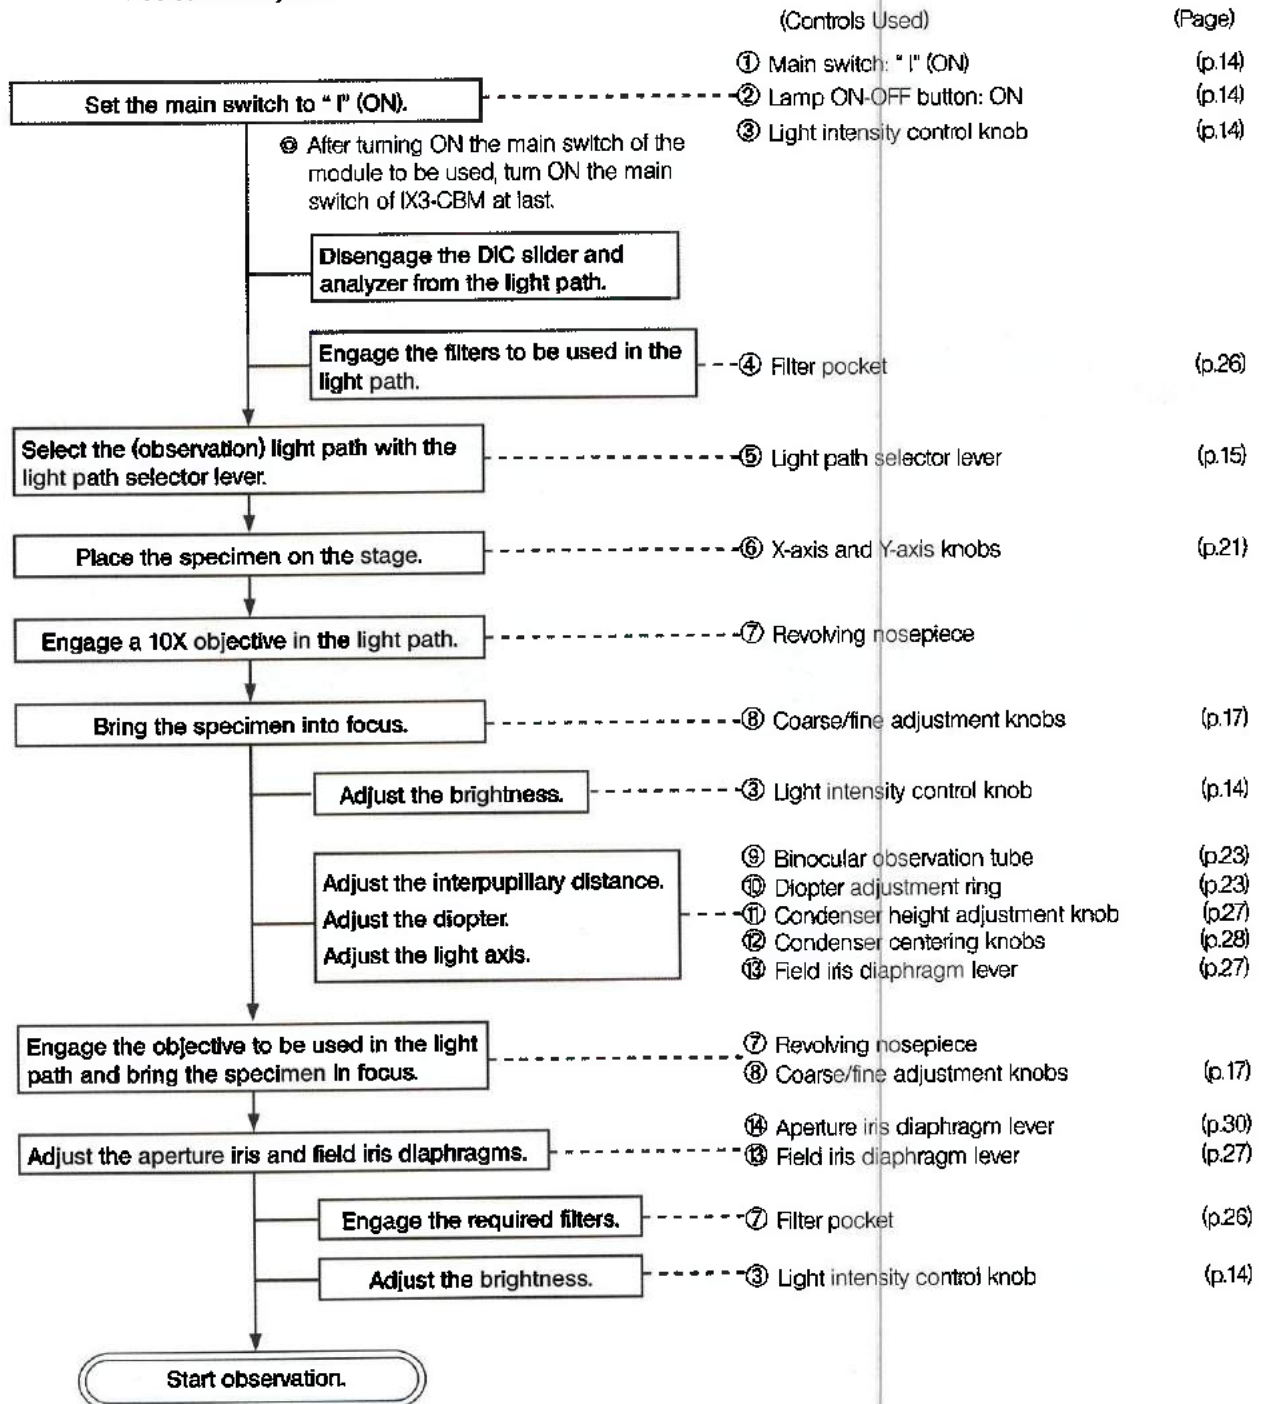 (Controls Used) (Page)
① Main switch: " I" (ON) (p.14)
Set the main switch to " I" (ON). ② Lamp ON-OFF button: ON (p.14)
③ Light intensity control knob (p.14)
◎ After turning ON the main switch of the
module to be used, turn ON the main
switch of IX3-CBM at last.
Disengage the DIC slider and
analyzer from the light path.
Engage the filters to be used in the
light path.
④ Filter pocket (p.26)
Select the (observation) light path with the
light path selector lever.
⑤ Light path selector lever (p.15)
Place the specimen on the stage. ⑥ X-axis and Y-axis knobs (p.21)
Engage a 10X objective in the light path. ⑦ Revolving nosepiece
Bring the specimen into focus. ⑧ Coarse/fine adjustment knobs (p.17)
Adjust the brightness. ③ Light intensity control knob (p.14)
Adjust the interpupillary distance.
Adjust the diopter.
Adjust the light axis.
⑨ Binocular observation tube (p.23)
⑩ Diopter adjustment ring (p.23)
⑪ Condenser height adjustment knob (p.27)
⑫ Condenser centering knobs (p.28)
⑬ Field iris diaphragm lever (p.27)
Engage the objective to be used in the light
path and bring the specimen in focus.
⑦ Revolving nosepiece
⑧ Coarse/fine adjustment knobs (p.17)
Adjust the aperture iris and field iris diaphragms.
⑭ Aperture iris diaphragm lever (p.30)
⑬ Field iris diaphragm lever (p.27)
Engage the required filters. ⑦ Filter pocket (p.26)
Adjust the brightness. ③ Light intensity control knob (p.14)
Start observation.